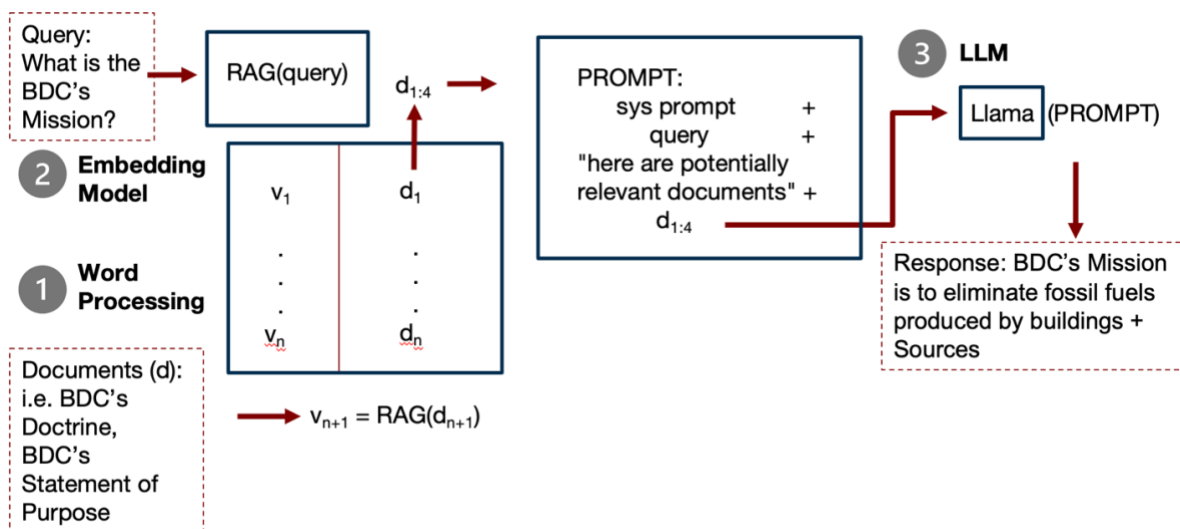 Query:
What is the
BDC's
Mission?
RAG(query)
d1:4
2
Embedding
Model
v1
d1
.
.
.
.
.
.
vn
dn
1
Word
Processing
Documents (d):
i.e. BDC's
Doctrine,
BDC's
Statement of
Purpose
vn+1 = RAG(dn+1)
PROMPT:
sys prompt +
query +
"here are potentially
relevant documents" +
d1:4
3
LLM
Llama (PROMPT)
Response: BDC's Mission
is to eliminate fossil fuels
produced by buildings +
Sources